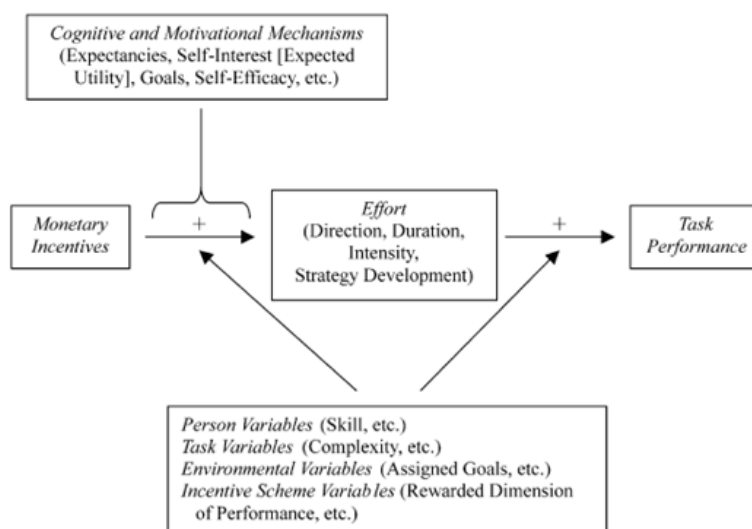 Cognitive and Motivational Mechanisms
(Expectancies, Self-Interest [Expected
Utility], Goals, Self-Efficacy, etc.)
Monetary
Incentives
+
Effort
(Direction, Duration,
Intensity,
Strategy Development)
+
Task
Performance
Person Variables (Skill, etc.)
Task Variables (Complexity, etc.)
Environmental Variables (Assigned Goals, etc.)
Incentive Scheme Variables (Rewarded Dimension
of Performance, etc.)